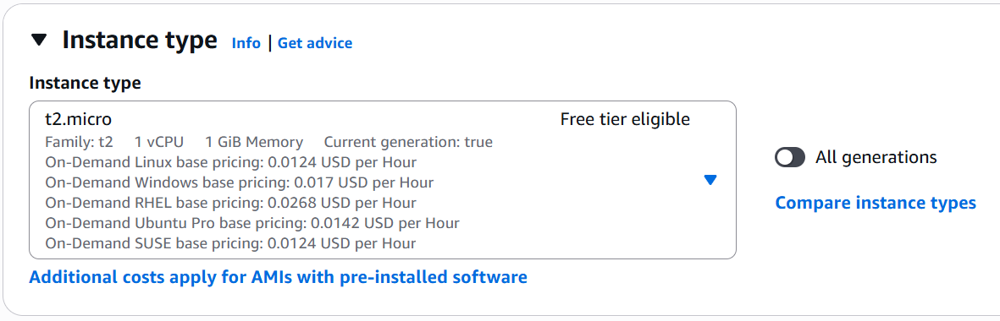 Instance type Info | Get advice
Instance type
t2.micro Free tier eligible
Family: t2 1 vCPU 1 GiB Memory Current generation: true
On-Demand Linux base pricing: 0.0124 USD per Hour
On-Demand Windows base pricing: 0.017 USD per Hour
On-Demand RHEL base pricing: 0.0268 USD per Hour
On-Demand Ubuntu Pro base pricing: 0.0142 USD per Hour
On-Demand SUSE base pricing: 0.0124 USD per Hour
All generations
Compare instance types
Additional costs apply for AMIs with pre-installed software